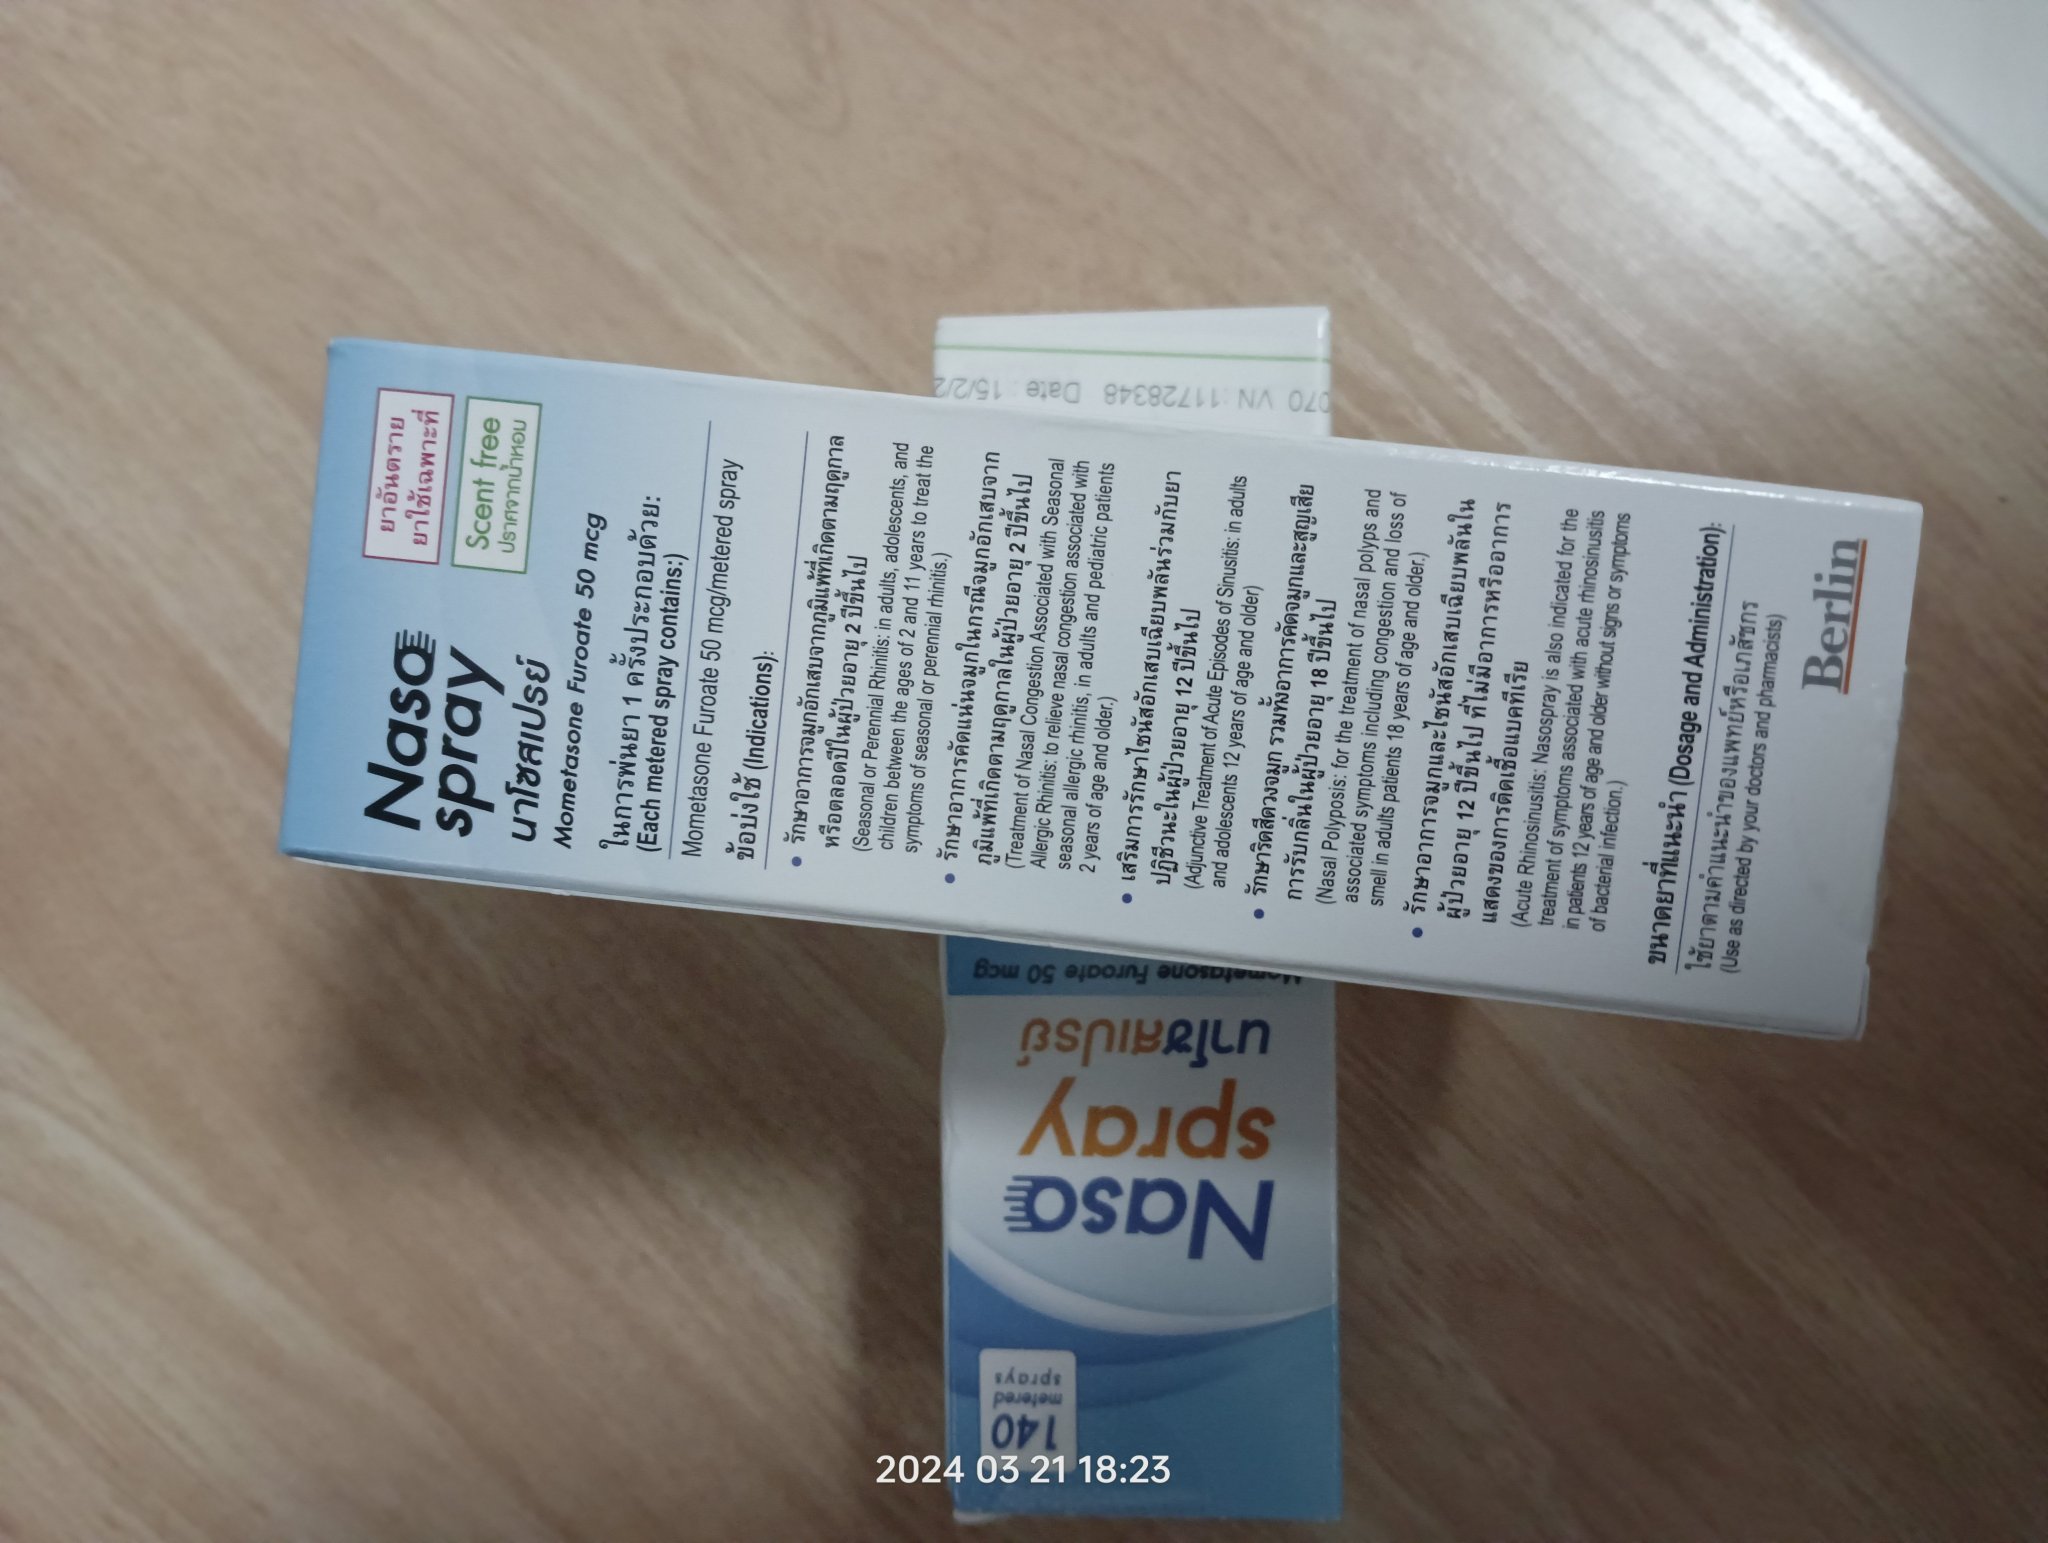 Naso
spray
นาโซสเปรย์
Mometasone Furoate 50 mcg
ยาอันตราย
ยาใช้เฉพาะที่
Scent free
ปราศจากน้ำหอม
ในการพ่นยา 1 ครั้งประกอบด้วย:
(Each metered spray contains:)
Mometasone Furoate 50 mcg/metered spray
ข้อบ่งใช้ (Indications):
• รักษาอาการจมูกอักเสบจากภูมิแพ้ที่เกิดตามฤดูกาล
หรือตลอดปีในผู้ป่วยอายุ 2 ปีขึ้นไป
(Seasonal or Perennial Rhinitis: in adults, adolescents, and
children between the ages of 2 and 11 years to treat the
symptoms of seasonal or perennial rhinitis.)
• รักษาอาการคัดแน่นจมูกในกรณีจมูกอักเสบจาก
ภูมิแพ้ที่เกิดตามฤดูกาลในผู้ป่วยอายุ 2 ปีขึ้นไป
(Treatment of Nasal Congestion Associated with Seasonal
Allergic Rhinitis: to relieve nasal congestion associated with
seasonal allergic rhinitis, in adults and pediatric patients
2 years of age and older.)
• เสริมการรักษาไซนัสอักเสบเฉียบพลันร่วมกับยา
ปฏิชีวนะในผู้ป่วยอายุ 12 ปีขึ้นไป
(Adjunctive Treatment of Acute Episodes of Sinusitis: in adults
and adolescents 12 years of age and older)
• รักษาริดสีดวงจมูก รวมทั้งอาการคัดจมูกและสูญเสีย
การรับกลิ่นในผู้ป่วยอายุ 18 ปีขึ้นไป
(Nasal Polyposis: for the treatment of nasal polyps and
associated symptoms including congestion and loss of
smell in adults patients 18 years of age and older.)
• รักษาอาการจมูกและไซนัสอักเสบเฉียบพลันใน
ผู้ป่วยอายุ 12 ปีขึ้นไป ที่ไม่มีอาการหรืออาการ
แสดงของการติดเชื้อแบคทีเรีย
(Acute Rhinosinusitis: Nasospray is also indicated for the
treatment of symptoms associated with acute rhinosinusitis
in patients 12 years of age and older without signs or symptoms
of bacterial infection.)
ขนาดยาที่แนะนำ (Dosage and Administration):
ใช้ยาตามคำแนะนำของแพทย์หรือเภสัชกร
(Use as directed by your doctors and pharmacists)
Berlin
140
metered
sprays
Naso
spray
นาโซสเปรย์
Mometasone Furoate 50 mcg
070 VN : 11728348 Date : 15/2/2
2024 03 21 18:23